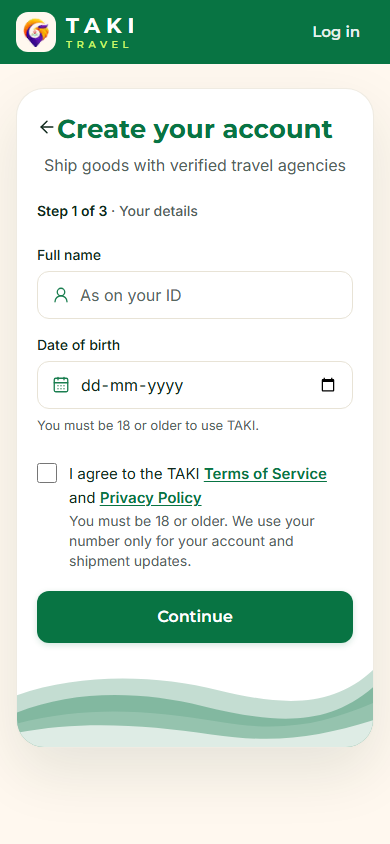 TAKI
TRAVEL
Log in
Create your account
Ship goods with verified travel agencies
Step 1 of 3 · Your details
Full name
As on your ID
Date of birth
dd-mm-yyyy
You must be 18 or older to use TAKI.
I agree to the TAKI Terms of Service
and Privacy Policy
You must be 18 or older. We use your
number only for your account and
shipment updates.
Continue